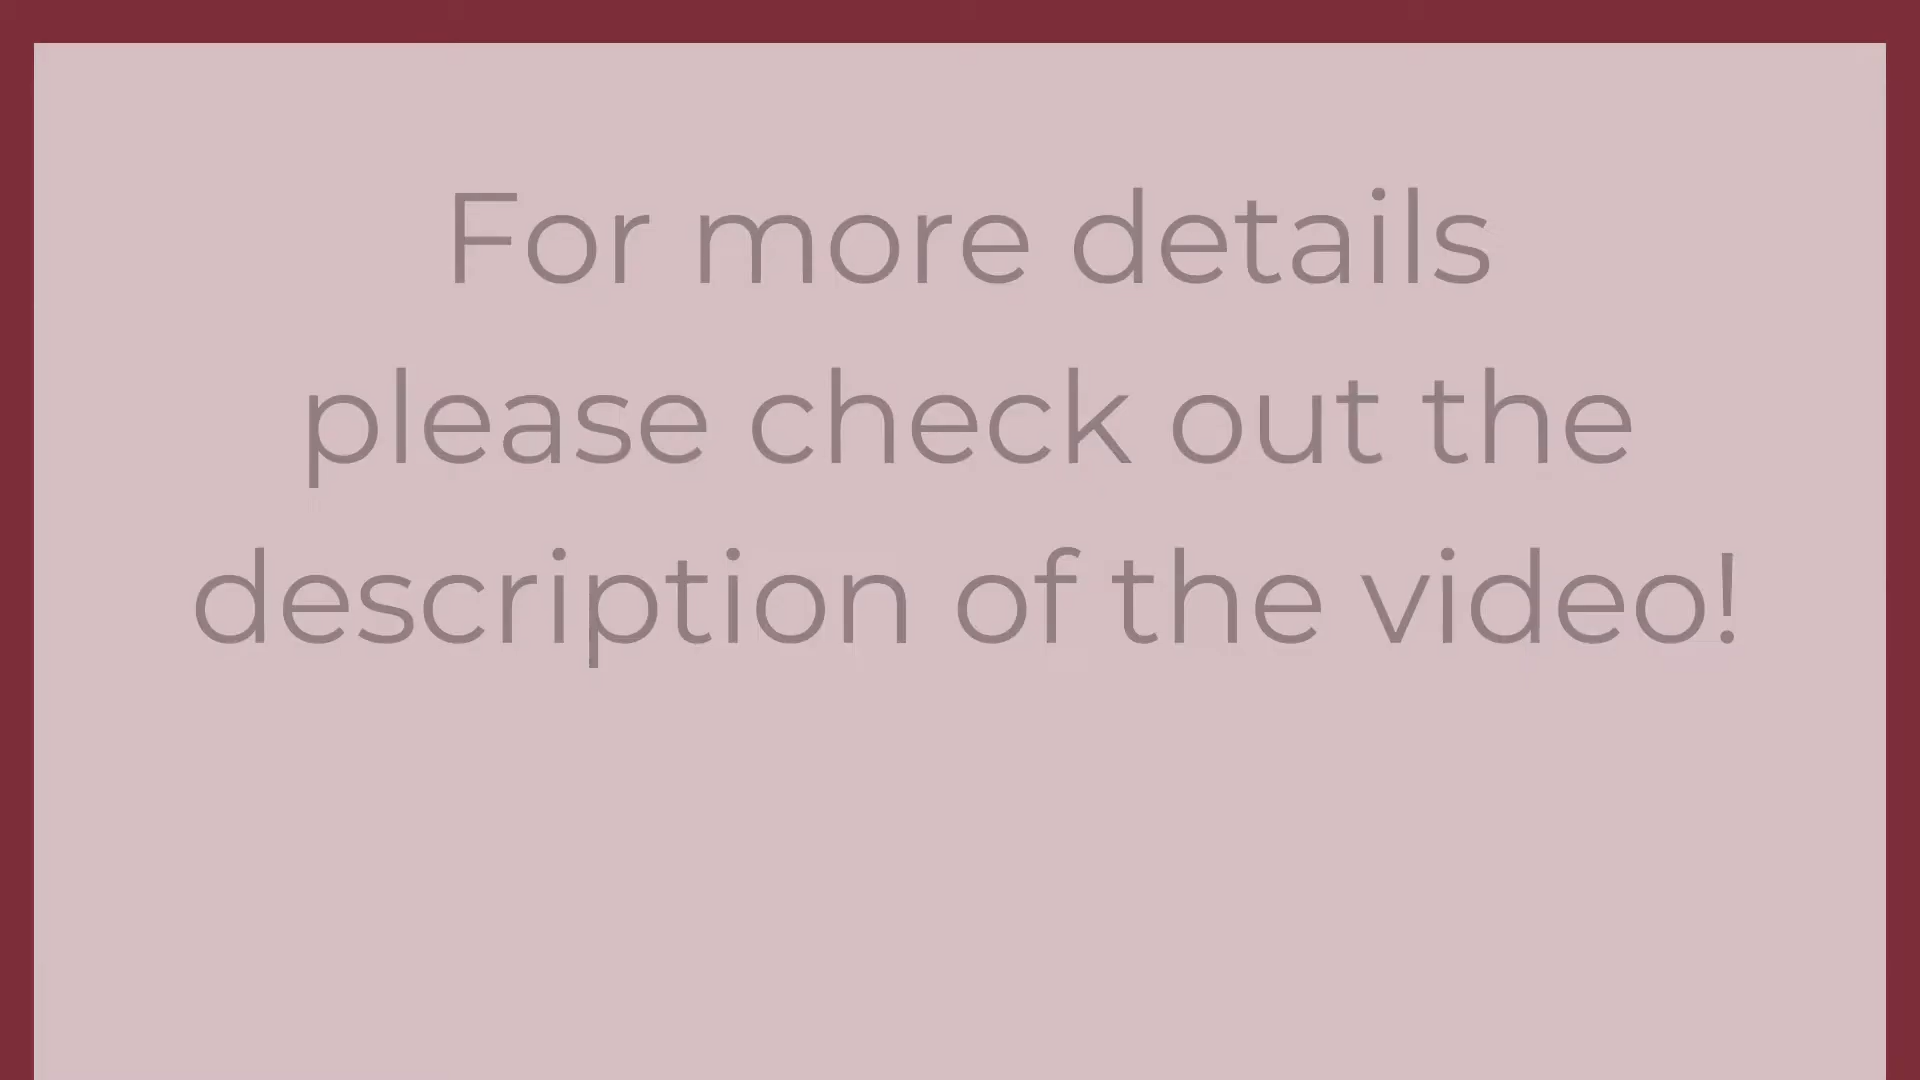 For more details
please check out the
description of the video!